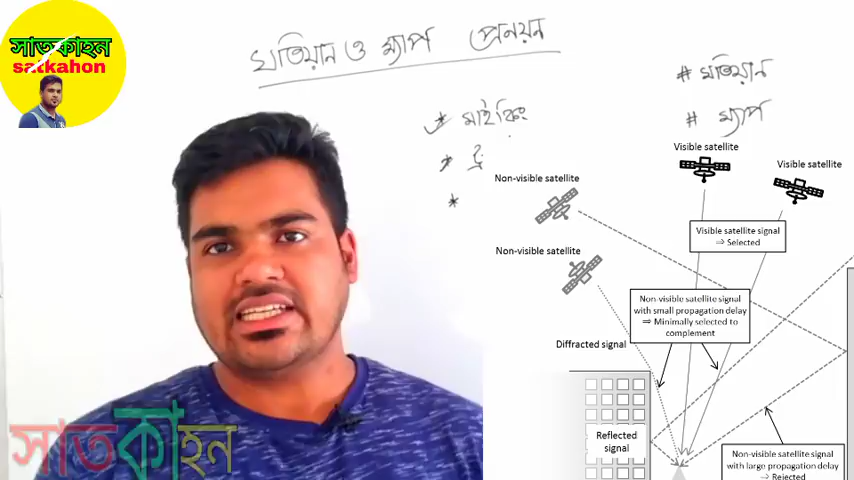 সাতকাহন
satkahon
খতিয়ান ও ম্যাপ প্রনয়ন
# খতিয়ান
# ম্যাপ
* মাইকিং
*
*
Visible satellite
Visible satellite
Non-visible satellite
Visible satellite signal
⇒ Selected
Non-visible satellite
Non-visible satellite signal
with small propagation delay
⇒ Minimally selected to
complement
Diffracted signal
Reflected
signal
Non-visible satellite signal
with large propagation delay
⇒ Rejected
সাতকাহন